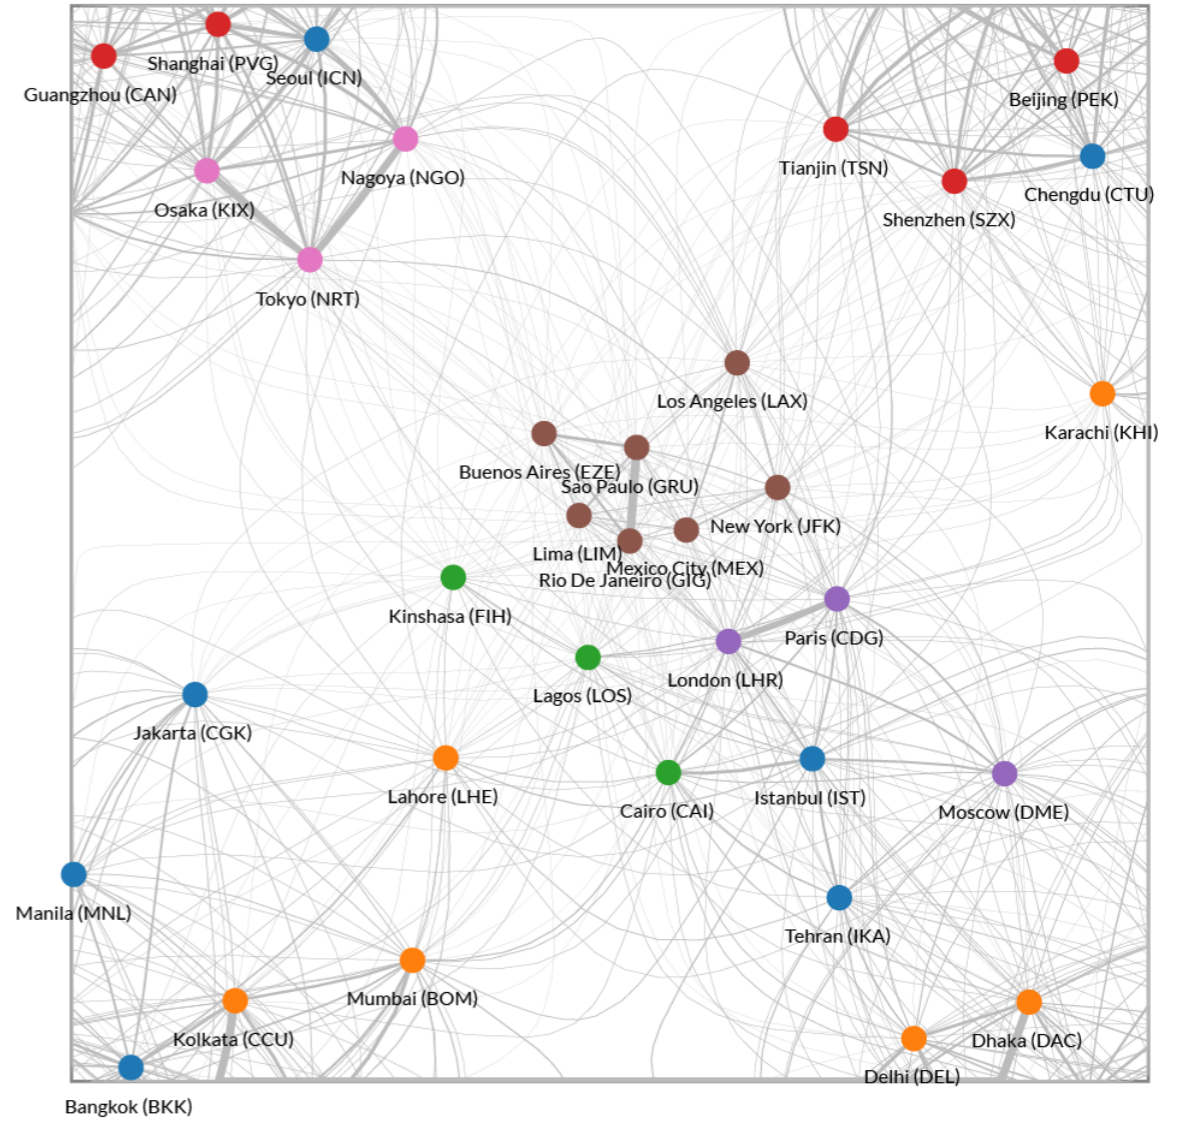 Shanghai (PVG)
Seoul (ICN)
Guangzhou (CAN)
Beijing (PEK)
Tianjin (TSN)
Nagoya (NGO)
Chengdu (CTU)
Osaka (KIX)
Shenzhen (SZX)
Tokyo (NRT)
Los Angeles (LAX)
Karachi (KHI)
Buenos Aires (EZE)
Sao Paulo (GRU)
New York (JFK)
Lima (LIM)
Mexico City (MEX)
Rio De Janeiro (GIG)
Kinshasa (FIH)
Paris (CDG)
London (LHR)
Lagos (LOS)
Jakarta (CGK)
Lahore (LHE)
Istanbul (IST)
Cairo (CAI)
Moscow (DME)
Manila (MNL)
Tehran (IKA)
Mumbai (BOM)
Kolkata (CCU)
Dhaka (DAC)
Delhi (DEL)
Bangkok (BKK)